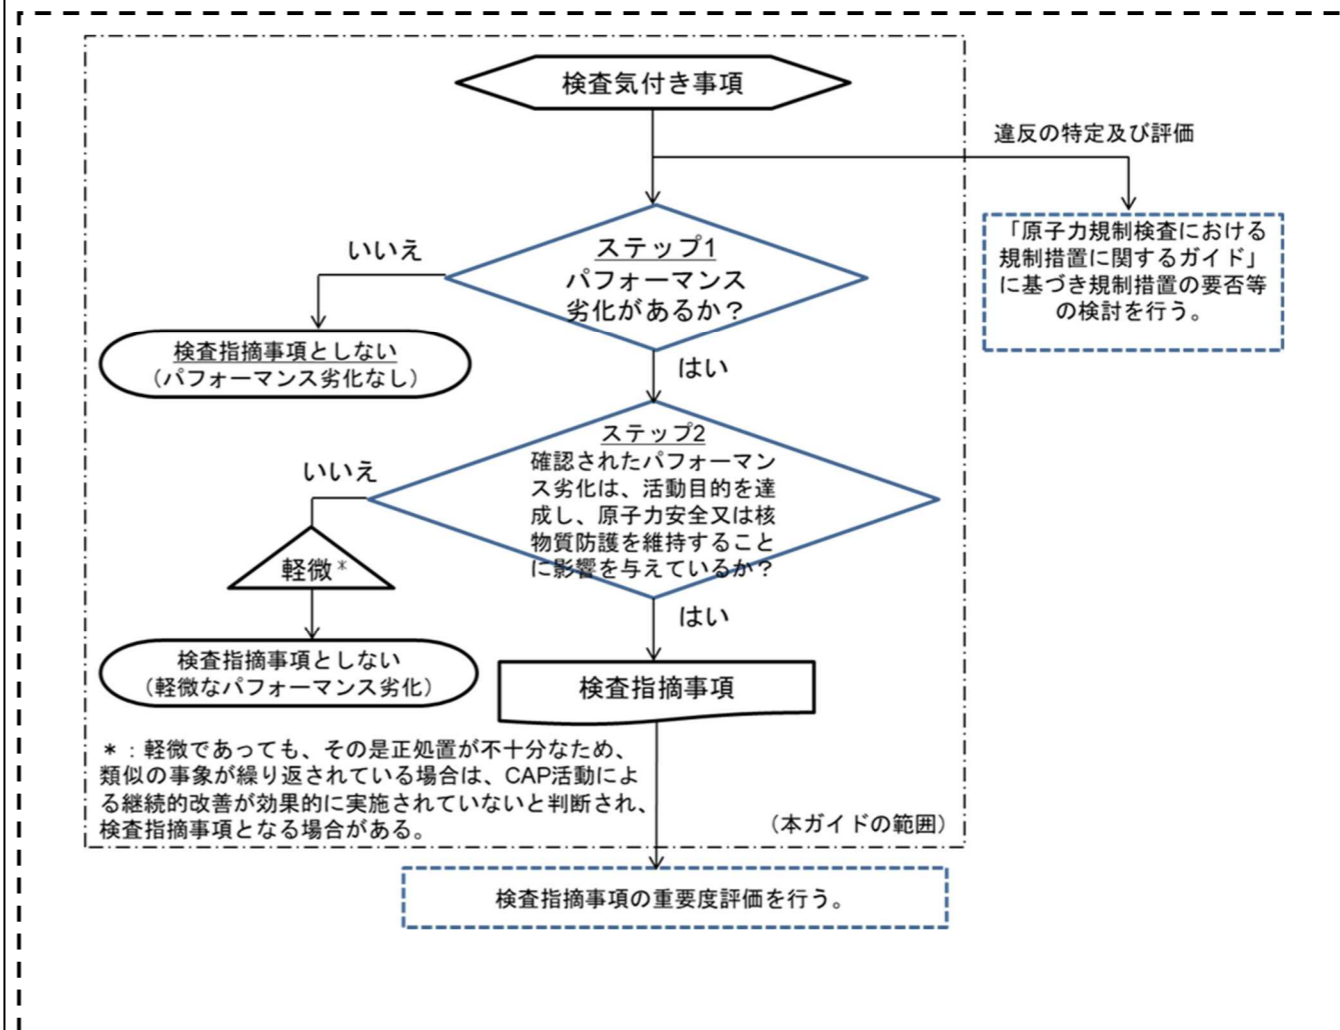 検査気付き事項
違反の特定及び評価
「原子力規制検査における
規制措置に関するガイド」
に基づき規制措置の要否等
の検討を行う。
ステップ1
パフォーマンス
劣化があるか？
いいえ
検査指摘事項としない
（パフォーマンス劣化なし）
はい
ステップ2
確認されたパフォーマン
ス劣化は、活動目的を達
成し、原子力安全又は核
物質防護を維持すること
に影響を与えているか？
いいえ
軽微*
検査指摘事項としない
（軽微なパフォーマンス劣化）
はい
検査指摘事項
＊：軽微であっても、その是正処置が不十分なため、
類似の事象が繰り返されている場合は、CAP活動によ
る継続的改善が効果的に実施されていないと判断され、
検査指摘事項となる場合がある。
（本ガイドの範囲）
検査指摘事項の重要度評価を行う。